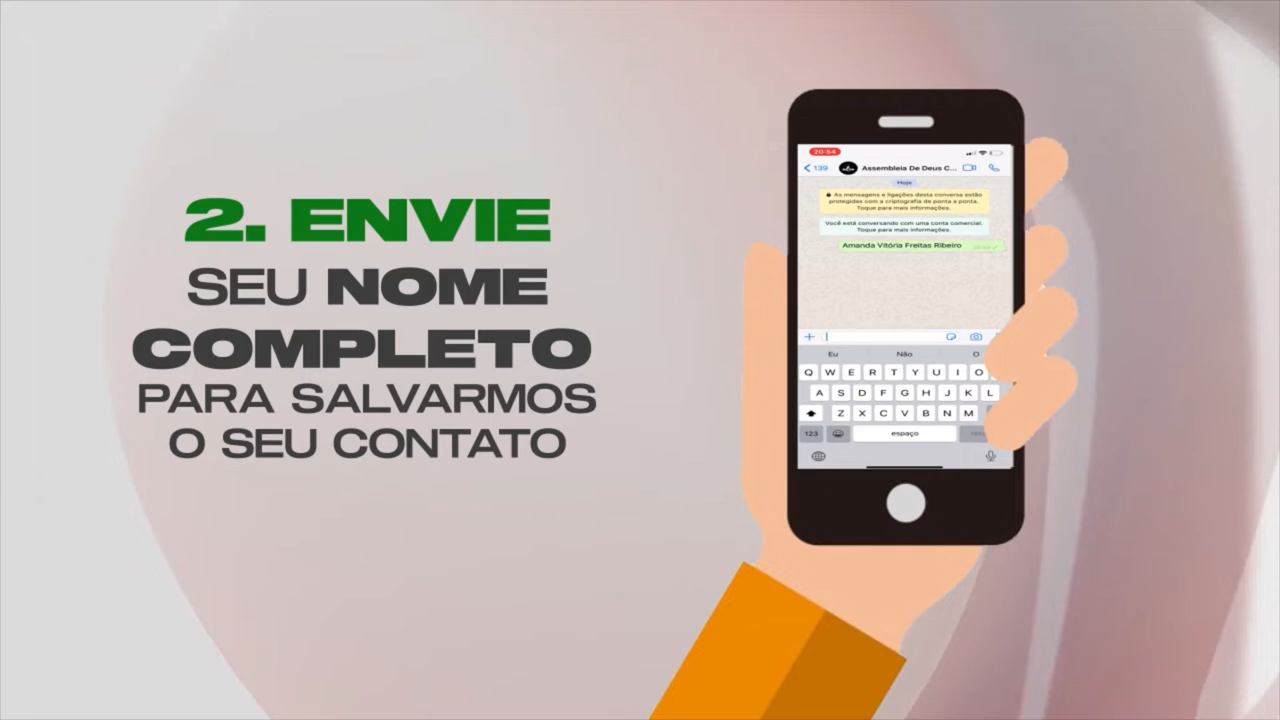 2. ENVIE
SEU NOME
COMPLETO
PARA SALVARMOS
O SEU CONTATO
20:54
139
Assembleia De Deus C...
Hoje
As mensagens e ligações desta conversa estão
protegidas com a criptografia de ponta a ponta.
Toque para mais informações.
Você está conversando com uma conta comercial.
Toque para mais informações.
Amanda Vitória Freitas Ribeiro
Eu Não O
Q W E R T Y U I O
A S D F G H J K L
Z X C V B N M
123 espaço